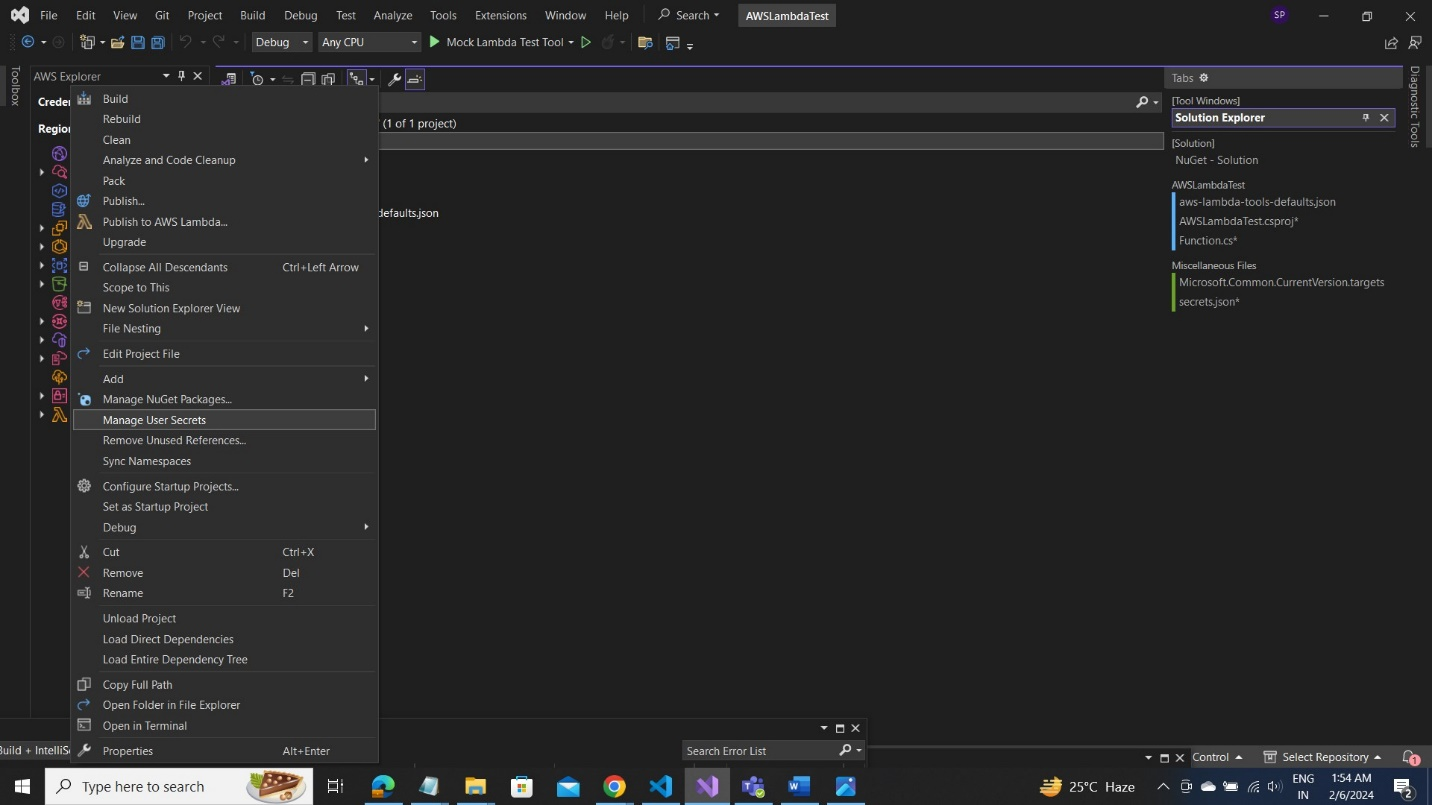 File Edit View Git Project Build Debug Test Analyze Tools Extensions Window Help Search AWSLambdaTest SP
Debug Any CPU Mock Lambda Test Tool
Toolbox
AWS Explorer
Build
Rebuild
Clean
Analyze and Code Cleanup
Pack
Publish...
Publish to AWS Lambda...
Upgrade
Collapse All Descendants Ctrl+Left Arrow
Scope to This
New Solution Explorer View
File Nesting
Edit Project File
Add
Manage NuGet Packages...
Manage User Secrets
Remove Unused References...
Sync Namespaces
Configure Startup Projects...
Set as Startup Project
Debug
Cut Ctrl+X
Remove Del
Rename F2
Unload Project
Load Direct Dependencies
Load Entire Dependency Tree
Copy Full Path
Open Folder in File Explorer
Open in Terminal
Properties Alt+Enter
(1 of 1 project)
defaults.json
Tabs
[Tool Windows]
Solution Explorer
[Solution]
NuGet - Solution
AWSLambdaTest
aws-lambda-tools-defaults.json
AWSLambdaTest.csproj*
Function.cs*
Miscellaneous Files
Microsoft.Common.CurrentVersion.targets
secrets.json*
Diagnostic Tools
Search Error List
Control Select Repository 1
Type here to search
25°C Haze
ENG
IN
1:54 AM
2/6/2024
2